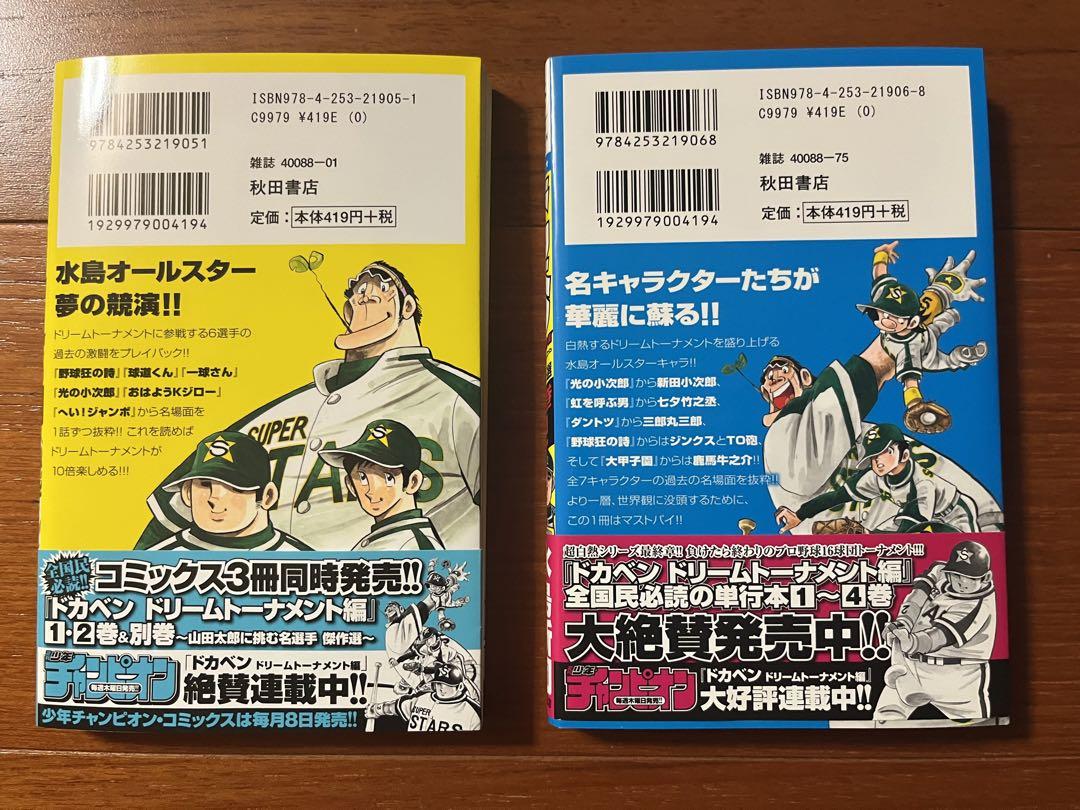 ISBN978-4-253-21905-1
C9979 ¥419E (0)
9784253219051
雑誌 40088-01
秋田書店
1929979004194
定価:本体419円+税
水島オールスター
夢の競演!!
ドリームトーナメントに参戦する6選手の
過去の激闘をプレイバック!!
『野球狂の詩』『球道くん』『一球さん』
『光の小次郎』『おはようKジロー』
『へい!ジャンボ』から名場面を
1話ずつ抜粋!! これを読めば
ドリームトーナメントが
10倍楽しめる!!!
SUPER
STARS
全国民
必読!!
コミックス3冊同時発売!!
『ドカベン ドリームトーナメント編』
1・2巻&別巻~山田太郎に挑む名選手 傑作選~
少年
チャンピオン
毎週木曜日発売!!
『ドカベン ドリームトーナメント編』
絶賛連載中!!
少年チャンピオン・コミックスは毎月8日発売!!
SUPER
STARS
ISBN978-4-253-21906-8
C9979 ¥419E (0)
9784253219068
雑誌 40088-75
秋田書店
1929979004194
定価:本体419円+税
名キャラクターたちが
華麗に蘇る!!
白熱するドリームトーナメントを盛り上げる
水島オールスターキャラ!!
『光の小次郎』から新田小次郎、
『虹を呼ぶ男』から七夕竹之丞、
『ダントツ』から三郎丸三郎、
『野球狂の詩』からはジンクスとTO砲、
そして『大甲子園』からは鹿馬牛之介!!
全7キャラクターの過去の名場面を抜粋!!
より一層、世界観に没頭するために、
この1冊はマストバイ!!
超白熱シリーズ最終章!! 負けたら終わりのプロ野球16球団トーナメント!!!
『ドカベン ドリームトーナメント編』
全国民必読の単行本1~4巻
大絶賛発売中!!
少年
チャンピオン
毎週木曜日発売!!
『ドカベン ドリームトーナメント編』
大好評連載中!!